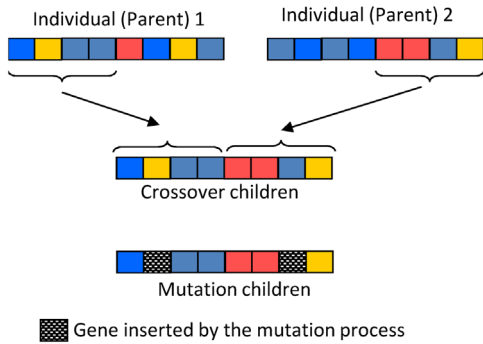 Individual (Parent) 1
Individual (Parent) 2
Crossover children
Mutation children
Gene inserted by the mutation process